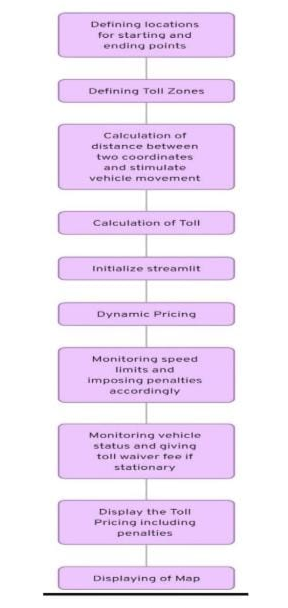 Defining locations
for starting and
ending points
Defining Toll Zones
Calculation of
distance between
two coordinates
and stimulate
vehicle movement
Calculation of Toll
Initialize streamlit
Dynamic Pricing
Monitoring speed
limits and
imposing penalties
accordingly
Monitoring vehicle
status and giving
toll waiver fee if
stationary
Display the Toll
Pricing including
penalties
Displaying of Map